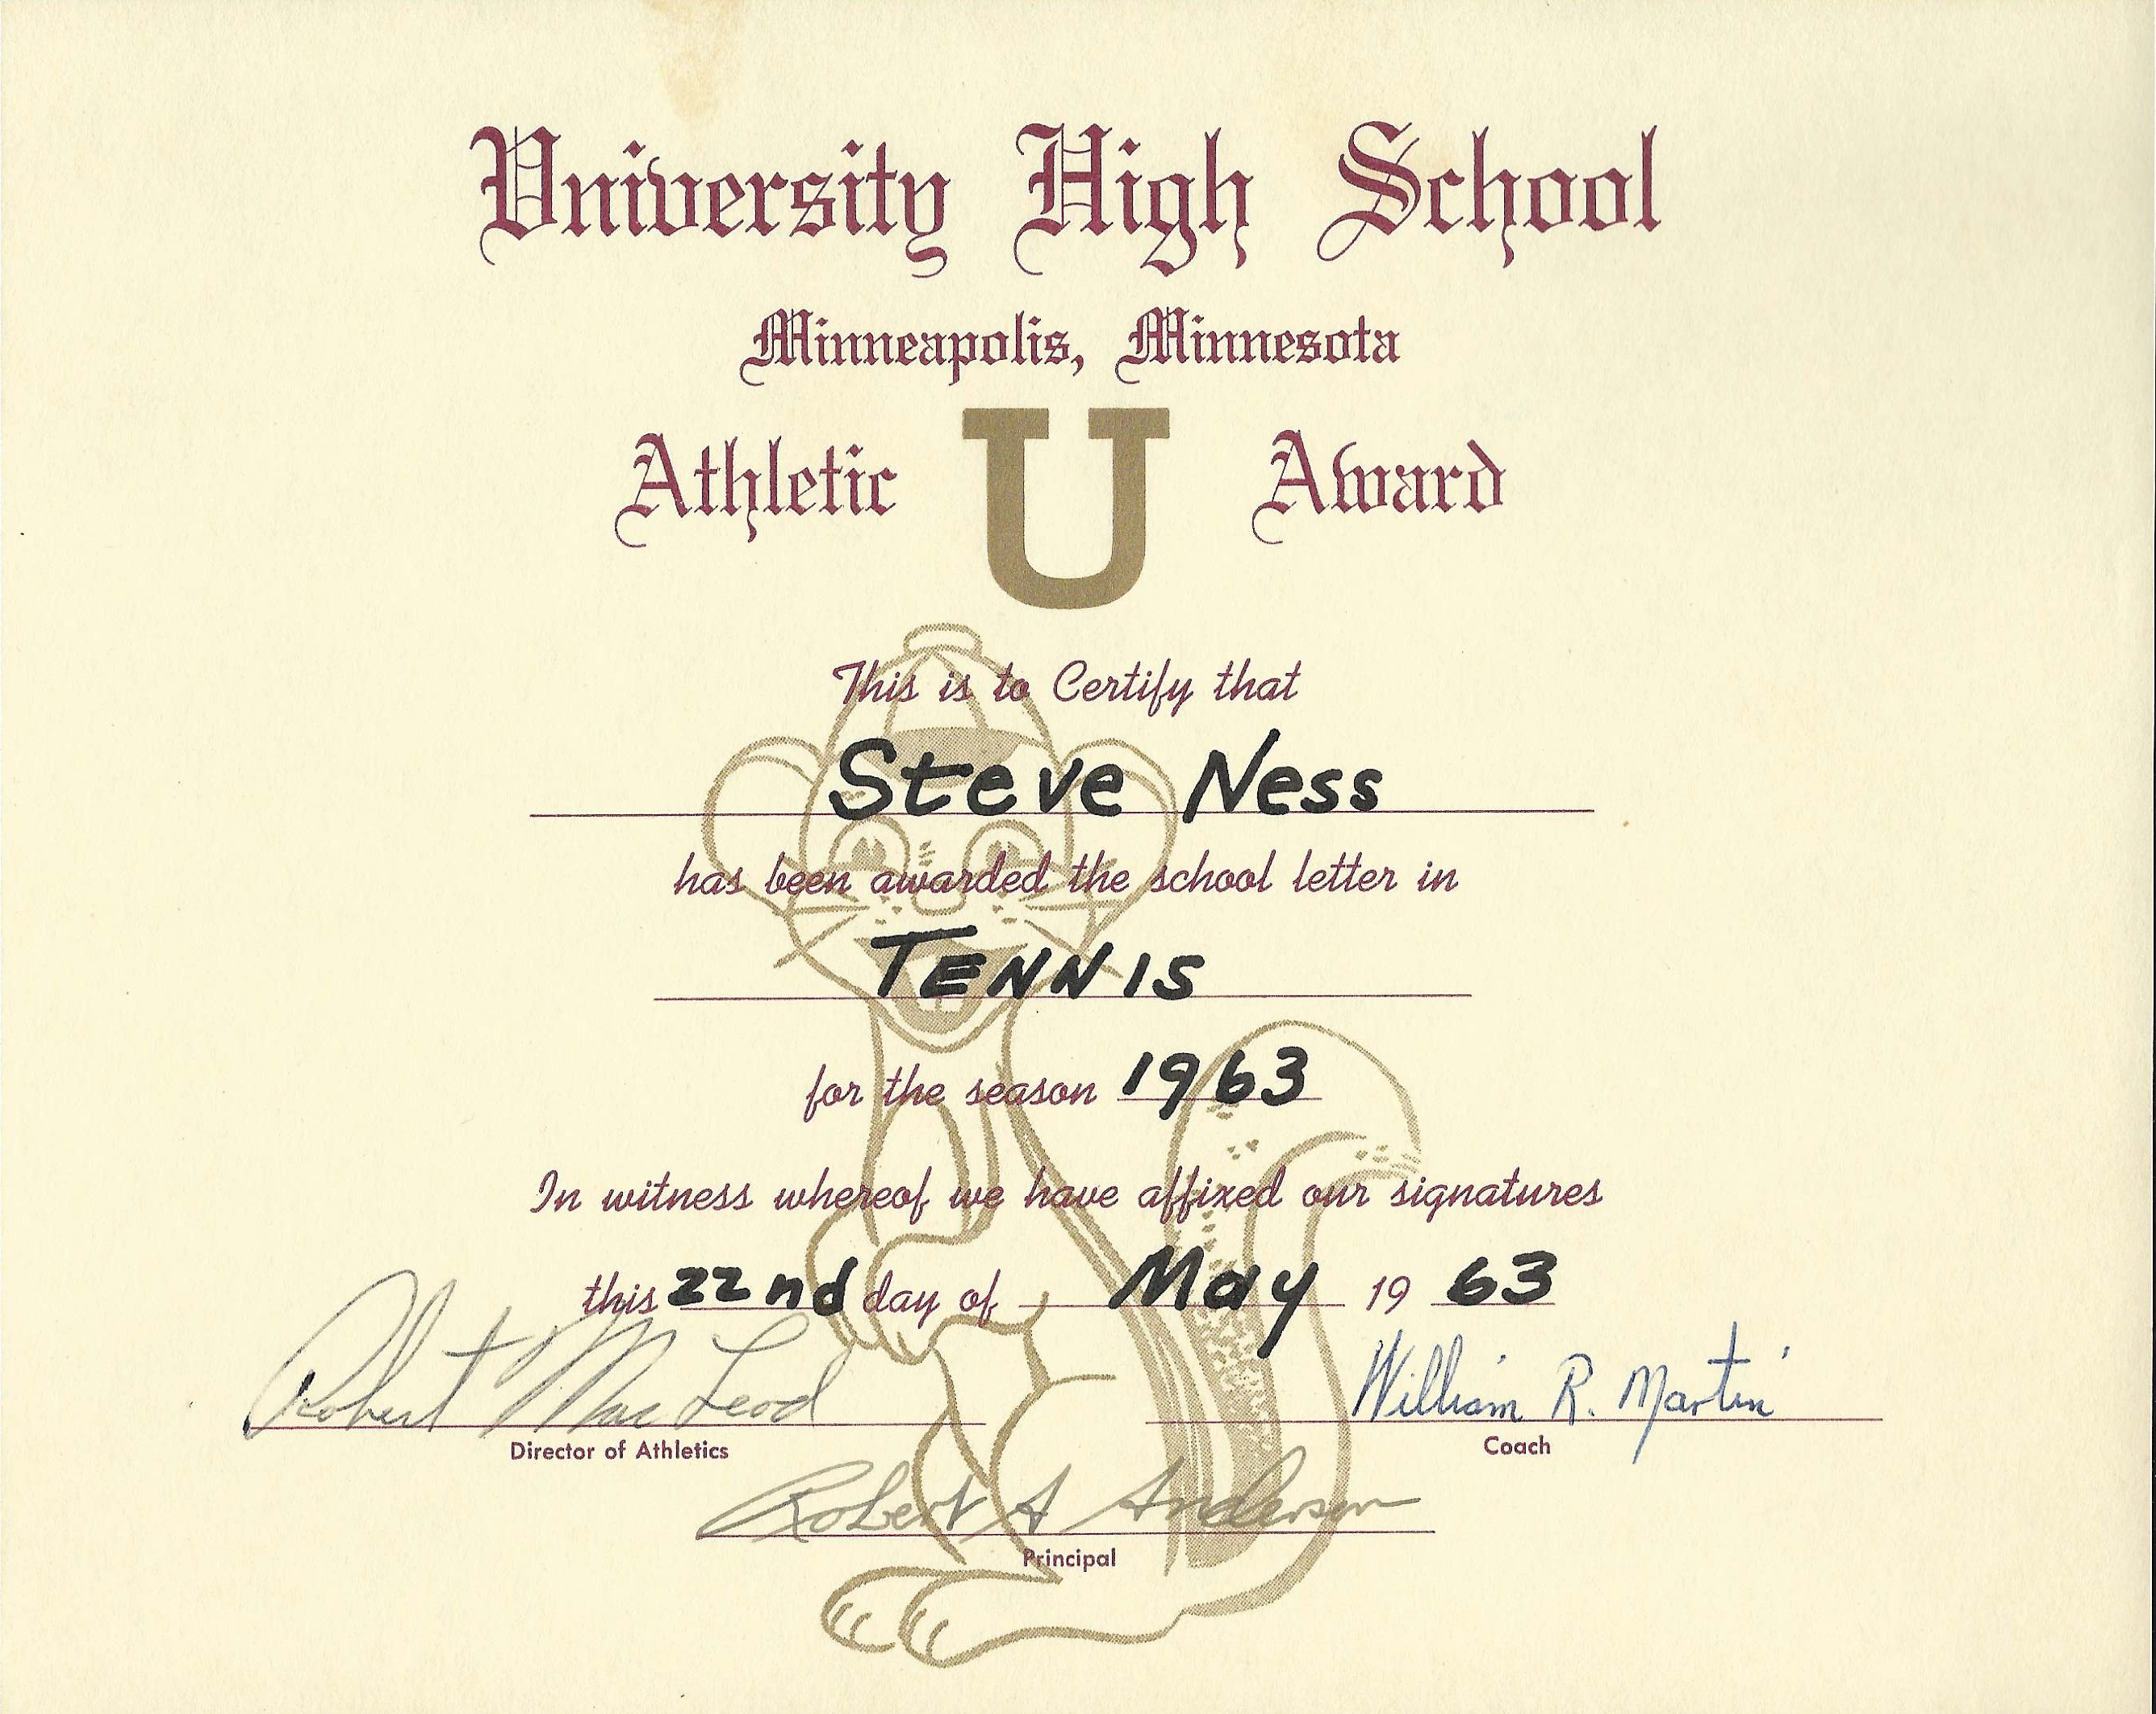 University High School
Minneapolis, Minnesota
Athletic U Award
This is to Certify that
Steve Ness
has been awarded the school letter in
TENNIS
for the season 1963
In witness whereof we have affixed our signatures
this 22nd day of May 19 63
Robert MacLeod William R. Martin
Director of Athletics Coach
Robert A Anderson
Principal